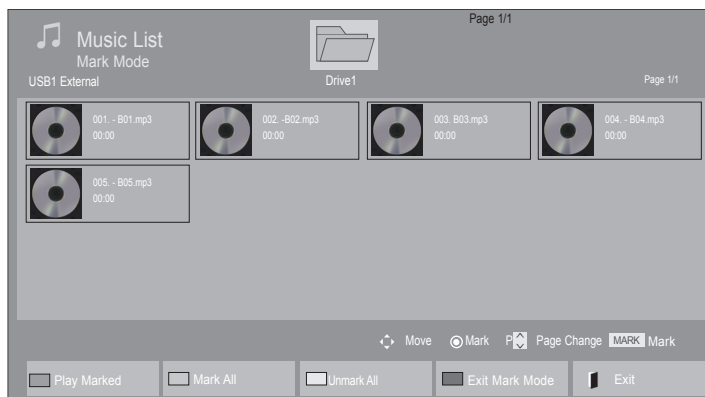 Page 1/1
Music List
Mark Mode
USB1 External
Drive1
Page 1/1
001. - B01.mp3
00:00
002. -B02.mp3
00:00
003. B03.mp3
00:00
004. - B04.mp3
00:00
005. - B05.mp3
00:00
Move
Mark
P
Page Change
MARK Mark
Play Marked
Mark All
Unmark All
Exit Mark Mode
Exit